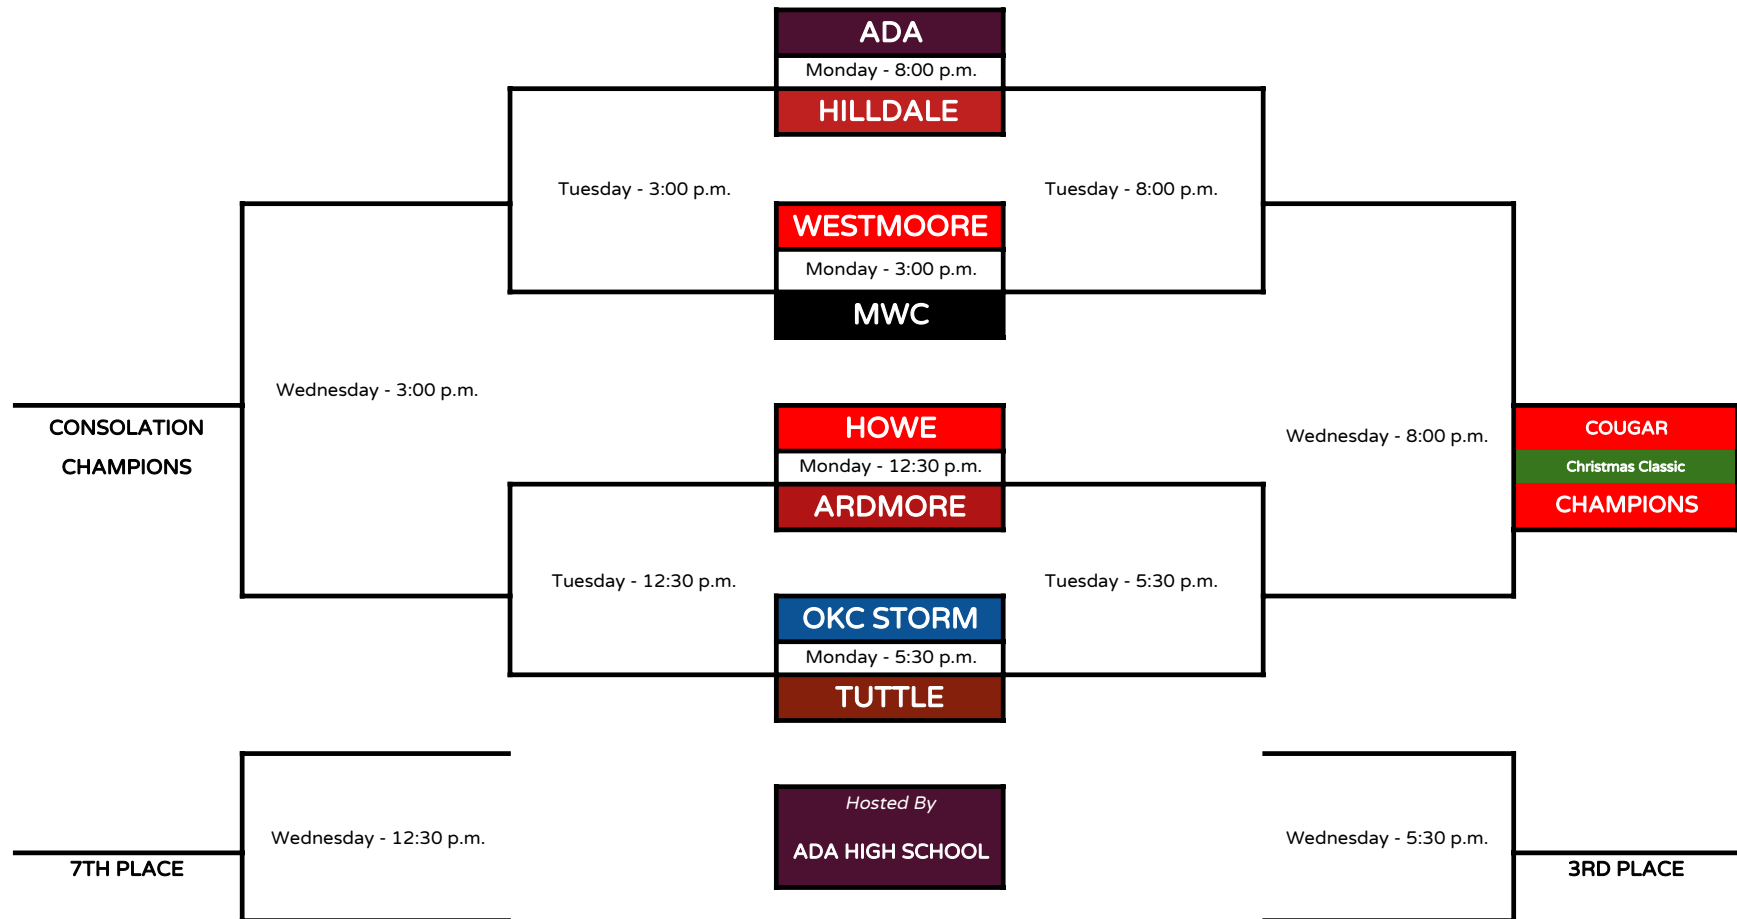 ADA
Monday - 8:00 p.m.
HILLDALE
Tuesday - 3:00 p.m.
Tuesday - 8:00 p.m.
WESTMOORE
Monday - 3:00 p.m.
MWC
Wednesday - 3:00 p.m.
CONSOLATION
CHAMPIONS
HOWE
Monday - 12:30 p.m.
ARDMORE
Wednesday - 8:00 p.m.
COUGAR
Christmas Classic
CHAMPIONS
Tuesday - 12:30 p.m.
Tuesday - 5:30 p.m.
OKC STORM
Monday - 5:30 p.m.
TUTTLE
Hosted By
ADA HIGH SCHOOL
Wednesday - 12:30 p.m.
7TH PLACE
Wednesday - 5:30 p.m.
3RD PLACE